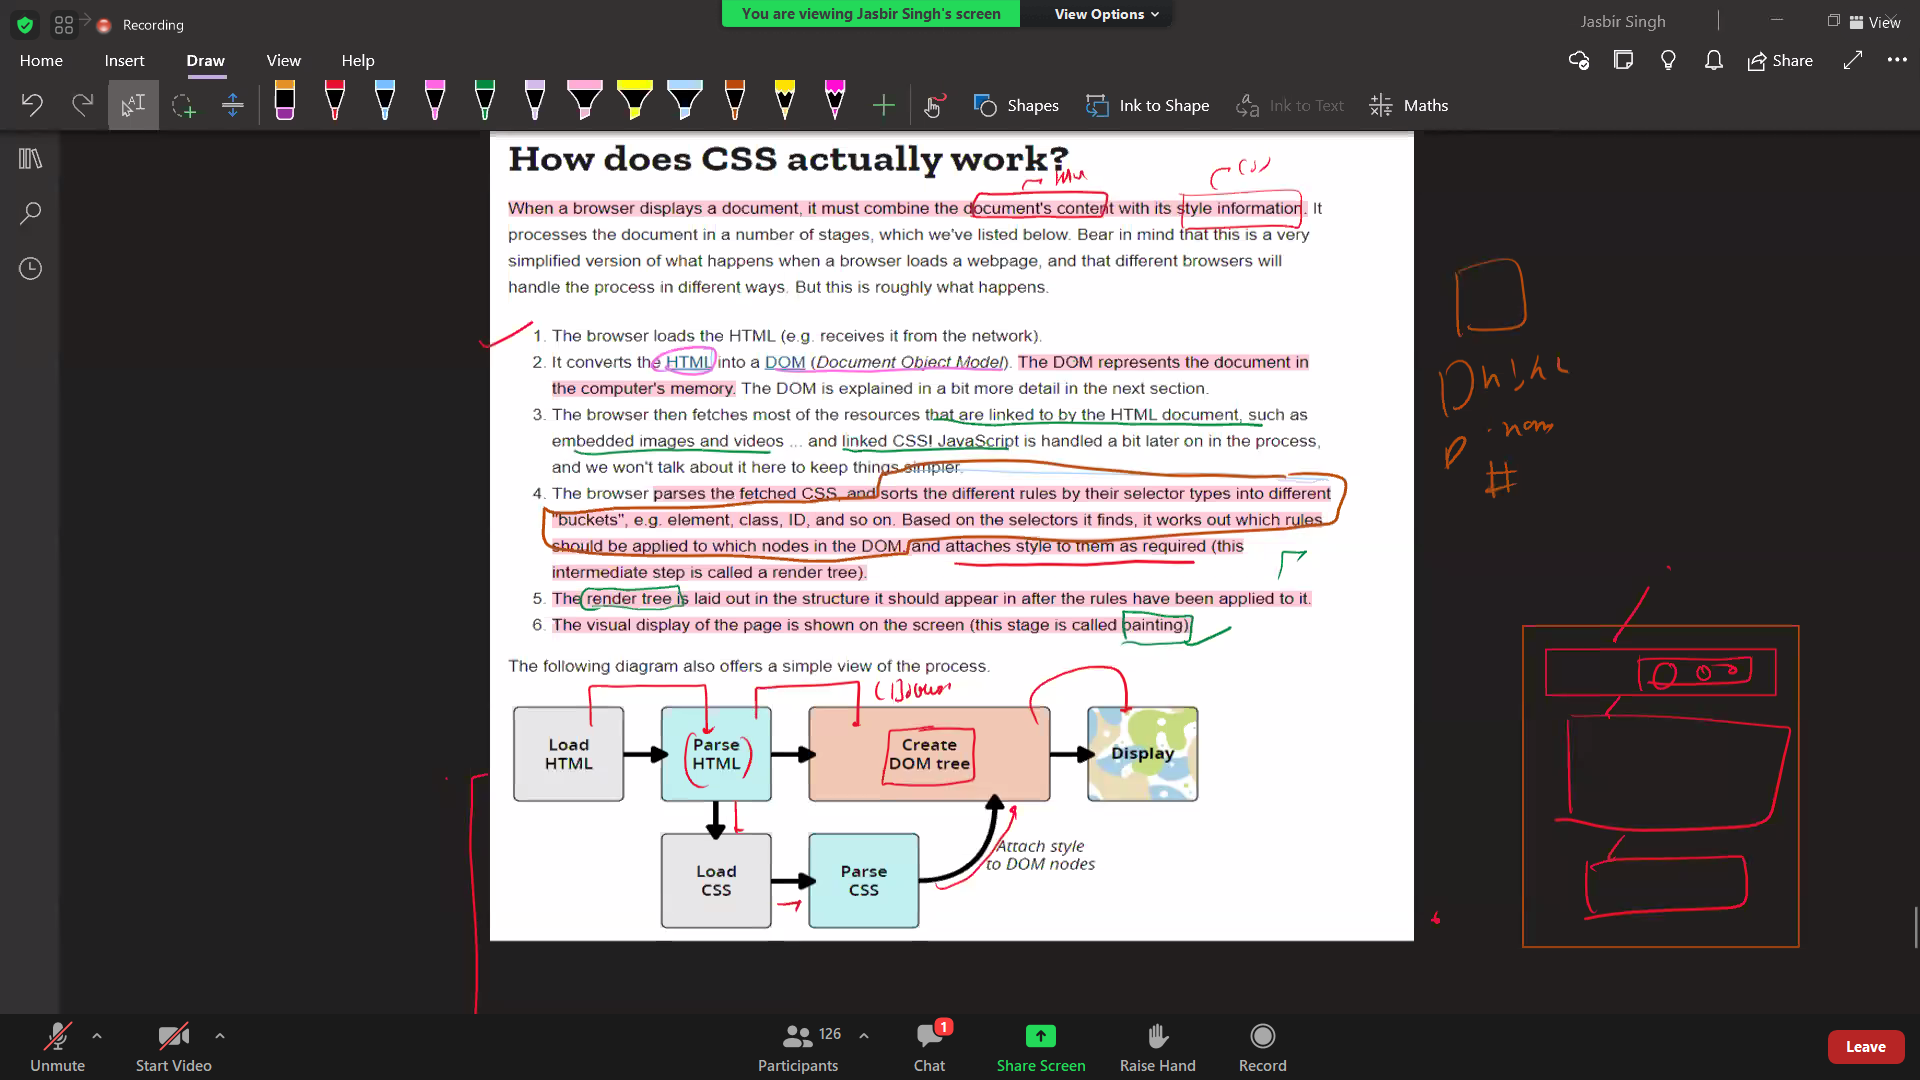 Recording
You are viewing Jasbir Singh's screen
View Options
Jasbir Singh
View
Home Insert Draw View Help
Share
Shapes
Ink to Shape
Ink to Text
Maths
How does CSS actually work?
When a browser displays a document, it must combine the document's content with its style information. It
processes the document in a number of stages, which we've listed below. Bear in mind that this is a very
simplified version of what happens when a browser loads a webpage, and that different browsers will
handle the process in different ways. But this is roughly what happens.
1. The browser loads the HTML (e.g. receives it from the network).
2. It converts the HTML into a DOM (Document Object Model). The DOM represents the document in
the computer's memory. The DOM is explained in a bit more detail in the next section.
3. The browser then fetches most of the resources that are linked to by the HTML document, such as
embedded images and videos ... and linked CSS! JavaScript is handled a bit later on in the process,
and we won't talk about it here to keep things simpler.
4. The browser parses the fetched CSS, and sorts the different rules by their selector types into different
"buckets", e.g. element, class, ID, and so on. Based on the selectors it finds, it works out which rules
should be applied to which nodes in the DOM, and attaches style to them as required (this
intermediate step is called a render tree).
5. The render tree is laid out in the structure it should appear in after the rules have been applied to it.
6. The visual display of the page is shown on the screen (this stage is called painting).
The following diagram also offers a simple view of the process.
Load
HTML
Parse
HTML
Create
DOM tree
Display
Load
CSS
Parse
CSS
Attach style
to DOM nodes
#
Unmute
Start Video
126
Participants
1
Chat
Share Screen
Raise Hand
Record
Leave